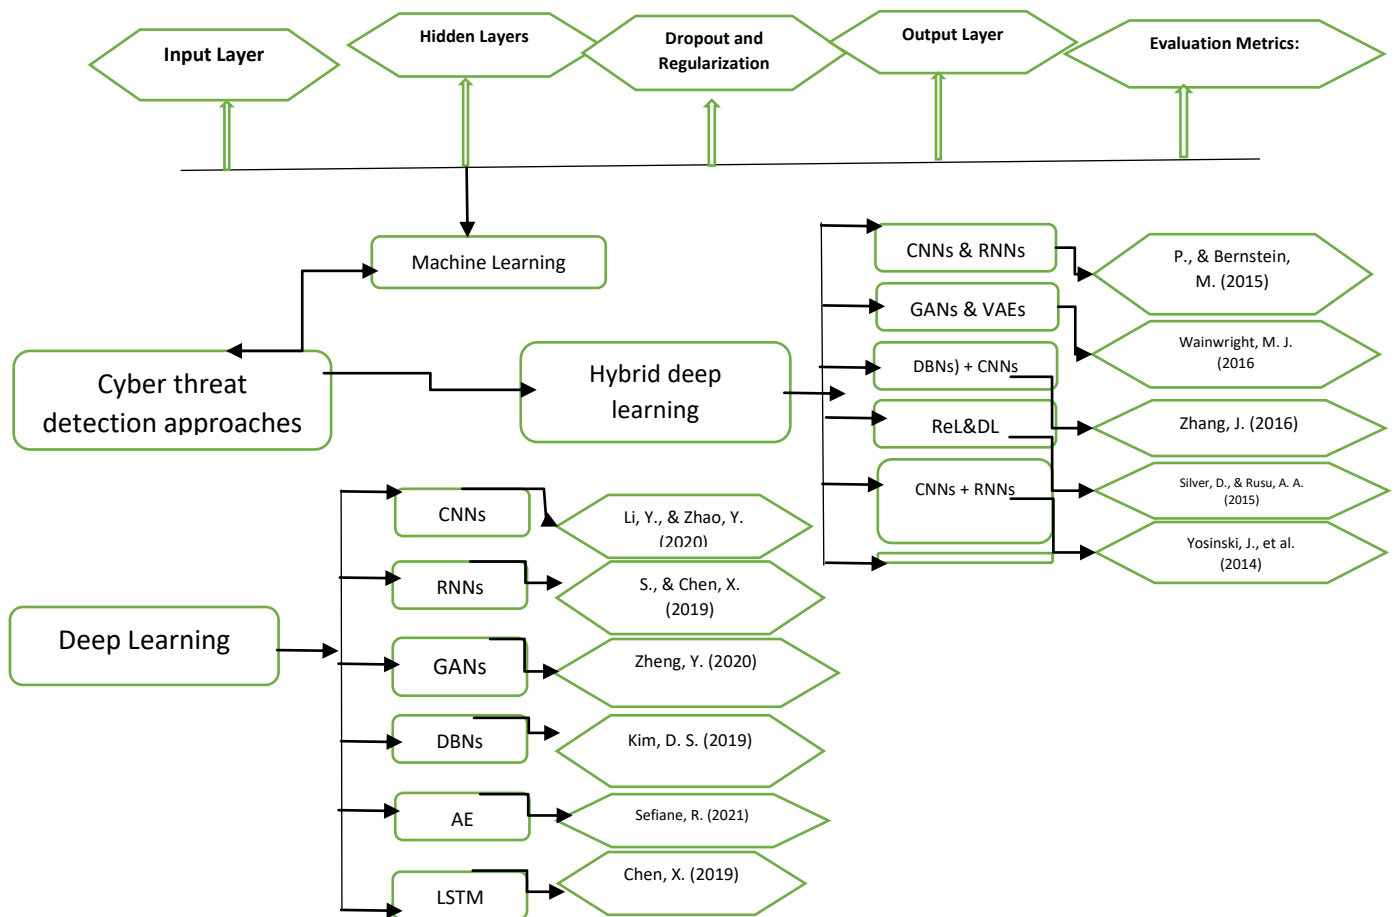 Input Layer
Hidden Layers
Dropout and
Regularization
Output Layer
Evaluation Metrics:
Machine Learning
Cyber threat
detection approaches
Hybrid deep
learning
CNNs & RNNs
P., & Bernstein,
M. (2015)
GANs & VAEs
Wainwright, M. J.
(2016
DBNs) + CNNs
Zhang, J. (2016)
ReL&DL
Silver, D., & Rusu, A. A.
(2015)
CNNs + RNNs
Yosinski, J., et al.
(2014)
Deep Learning
CNNs
Li, Y., & Zhao, Y.
(2020)
RNNs
S., & Chen, X.
(2019)
GANs
Zheng, Y. (2020)
DBNs
Kim, D. S. (2019)
AE
Sefiane, R. (2021)
LSTM
Chen, X. (2019)